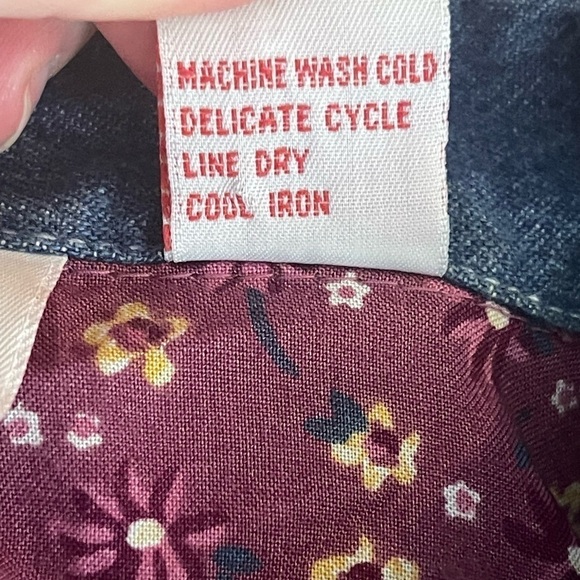 MACHINE WASH COLD
DELICATE CYCLE
LINE DRY
COOL IRON